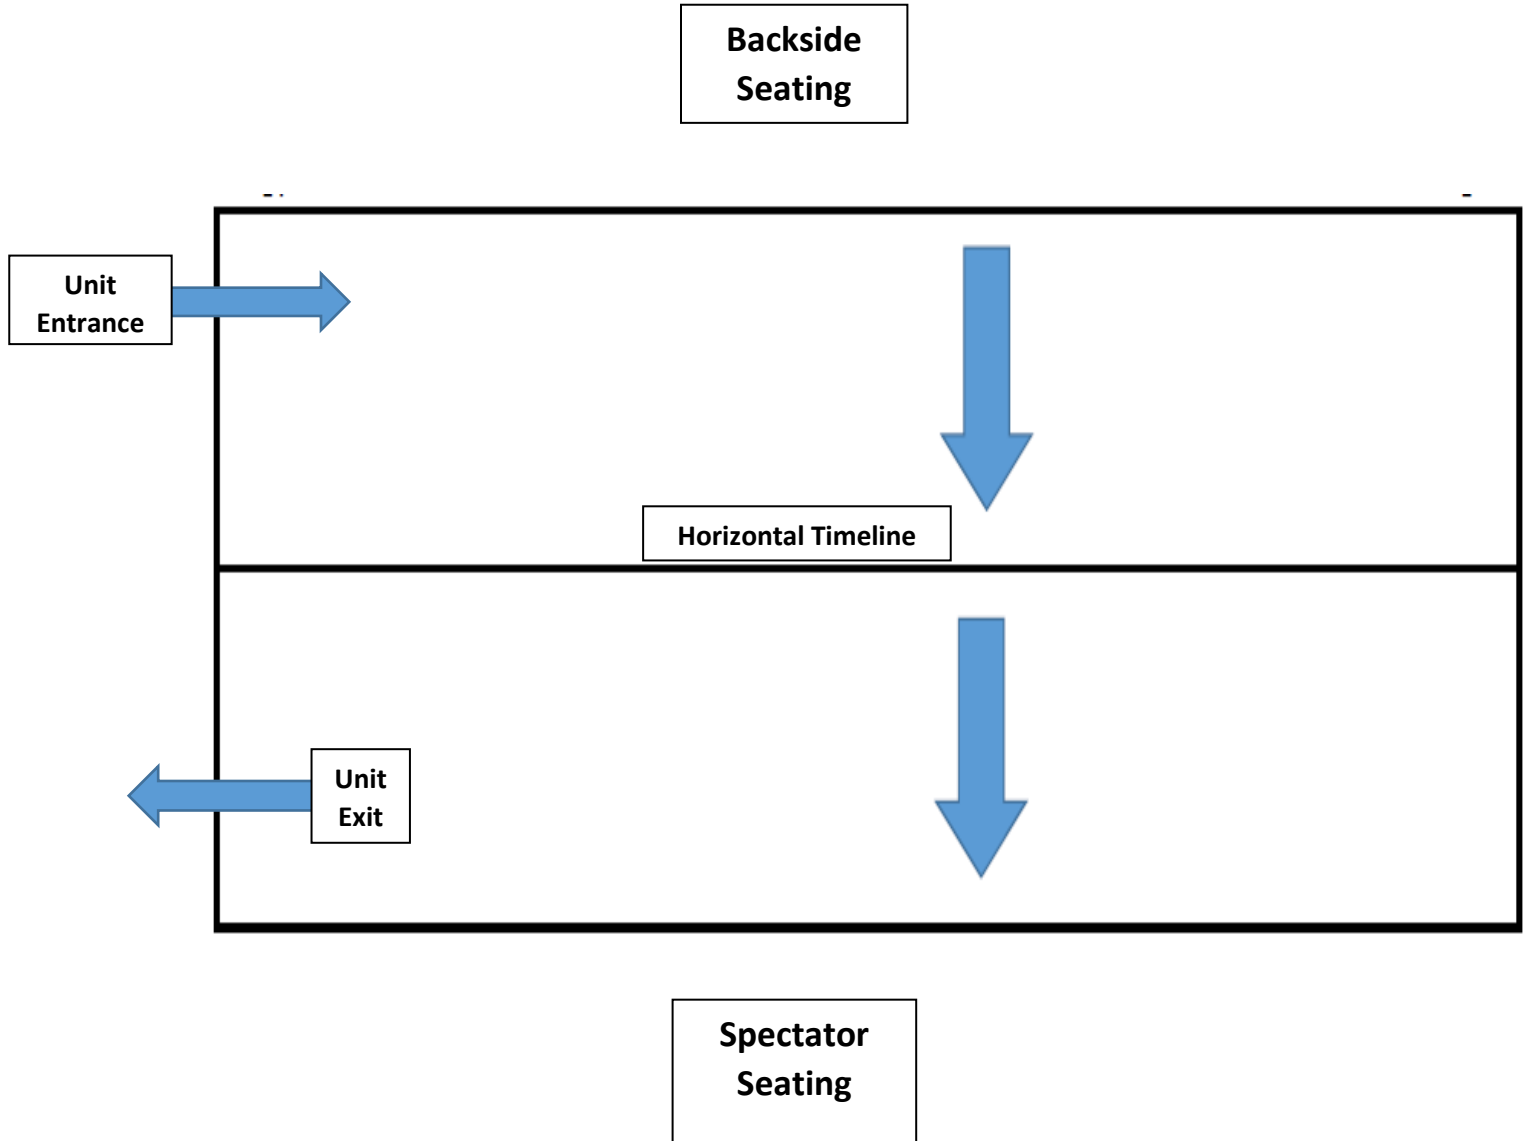 Backside
Seating
Unit
Entrance
Horizontal Timeline
Unit
Exit
Spectator
Seating